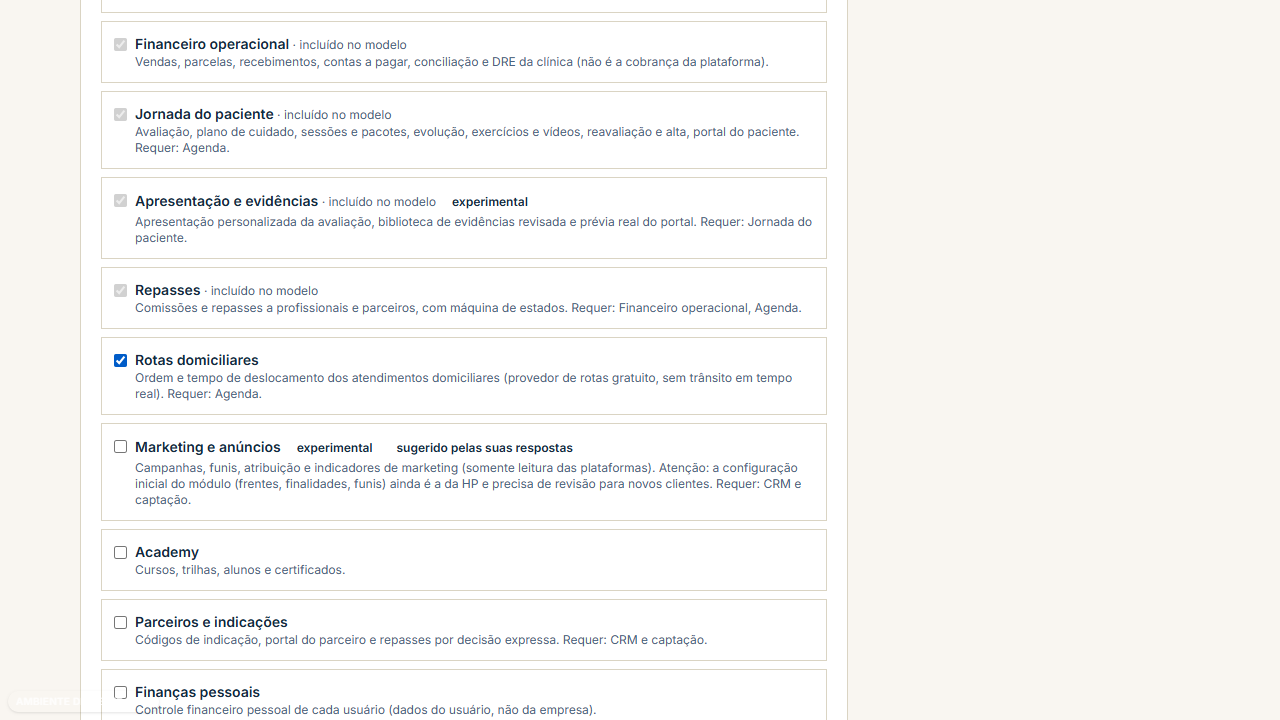 Financeiro operacional · incluído no modelo
Vendas, parcelas, recebimentos, contas a pagar, conciliação e DRE da clínica (não é a cobrança da plataforma).
Jornada do paciente · incluído no modelo
Avaliação, plano de cuidado, sessões e pacotes, evolução, exercícios e vídeos, reavaliação e alta, portal do paciente.
Requer: Agenda.
Apresentação e evidências · incluído no modelo experimental
Apresentação personalizada da avaliação, biblioteca de evidências revisada e prévia real do portal. Requer: Jornada do
paciente.
Repasses · incluído no modelo
Comissões e repasses a profissionais e parceiros, com máquina de estados. Requer: Financeiro operacional, Agenda.
Rotas domiciliares
Ordem e tempo de deslocamento dos atendimentos domiciliares (provedor de rotas gratuito, sem trânsito em tempo
real). Requer: Agenda.
Marketing e anúncios experimental sugerido pelas suas respostas
Campanhas, funis, atribuição e indicadores de marketing (somente leitura das plataformas). Atenção: a configuração
inicial do módulo (frentes, finalidades, funis) ainda é a da HP e precisa de revisão para novos clientes. Requer: CRM e
captação.
Academy
Cursos, trilhas, alunos e certificados.
Parceiros e indicações
Códigos de indicação, portal do parceiro e repasses por decisão expressa. Requer: CRM e captação.
Finanças pessoais
Controle financeiro pessoal de cada usuário (dados do usuário, não da empresa).
AMBIENTE